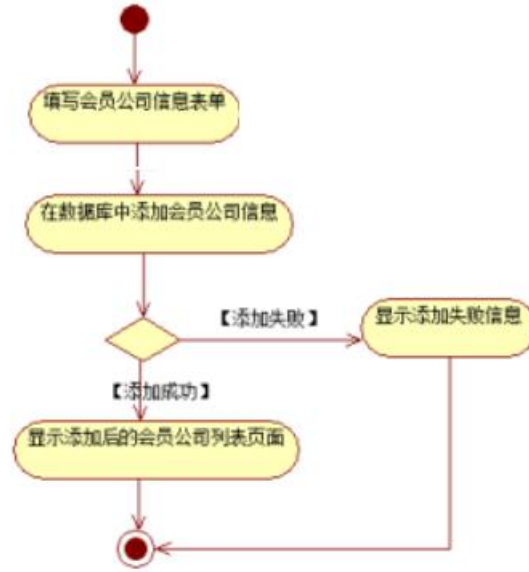 填写会员公司信息表单
在数据库中添加会员公司信息
【添加失败】
显示添加失败信息
【添加成功】
显示添加后的会员公司列表页面